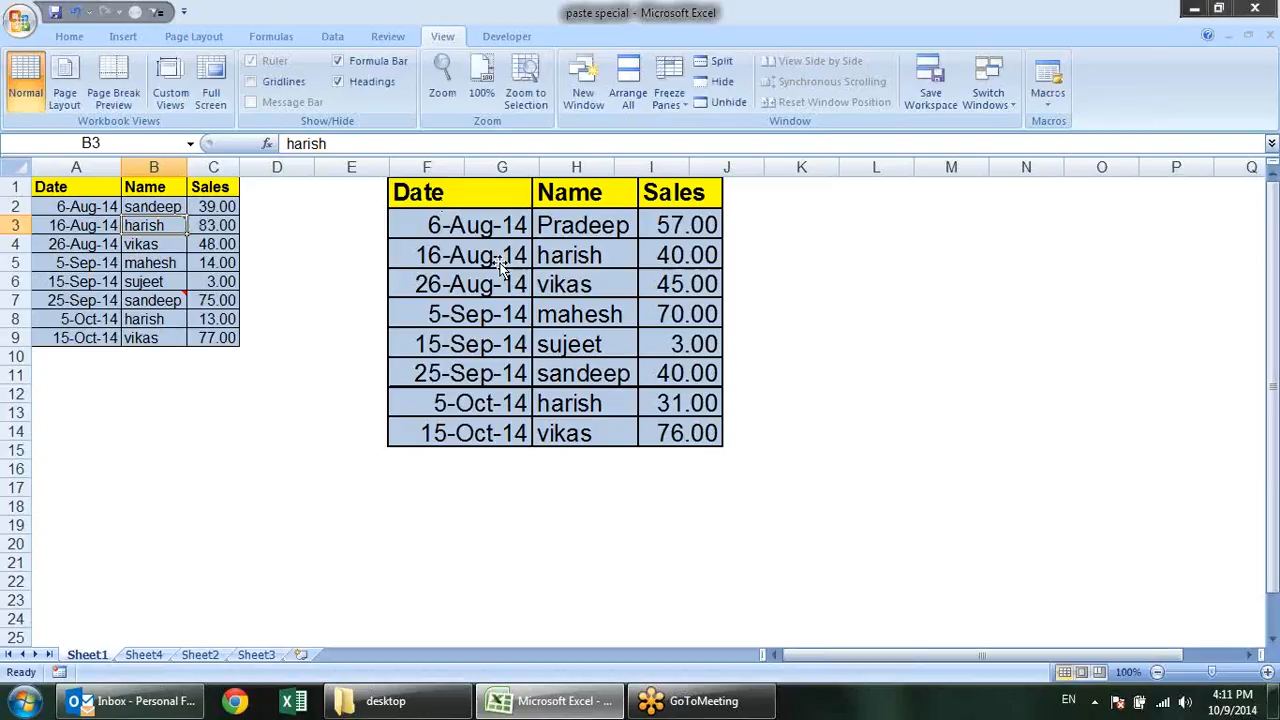 paste special - Microsoft Excel
Home Insert Page Layout Formulas Data Review View Developer
Normal
Page Layout
Page Break Preview
Custom Views
Full Screen
Workbook Views
Ruler
Formula Bar
Gridlines
Headings
Message Bar
Show/Hide
Zoom
100%
Zoom to Selection
Zoom
New Window
Arrange All
Freeze Panes
Split
Hide
Unhide
View Side by Side
Synchronous Scrolling
Reset Window Position
Window
Save Workspace
Switch Windows
Macros
Macros
B3 fx harish
A B C D E F G H I J K L M N O P Q
1 Date Name Sales
2 6-Aug-14 sandeep 39.00
3 16-Aug-14 harish 83.00
4 26-Aug-14 vikas 48.00
5 5-Sep-14 mahesh 14.00
6 15-Sep-14 sujeet 3.00
7 25-Sep-14 sandeep 75.00
8 5-Oct-14 harish 13.00
9 15-Oct-14 vikas 77.00
10
11
12
13
14
15
16
17
18
19
20
21
22
23
24
25
Date Name Sales
6-Aug-14 Pradeep 57.00
16-Aug-14 harish 40.00
26-Aug-14 vikas 45.00
5-Sep-14 mahesh 70.00
15-Sep-14 sujeet 3.00
25-Sep-14 sandeep 40.00
5-Oct-14 harish 31.00
15-Oct-14 vikas 76.00
Sheet1 Sheet4 Sheet2 Sheet3
Ready 100%
Inbox - Personal F...
desktop
Microsoft Excel - ...
GoToMeeting
EN
4:11 PM
10/9/2014